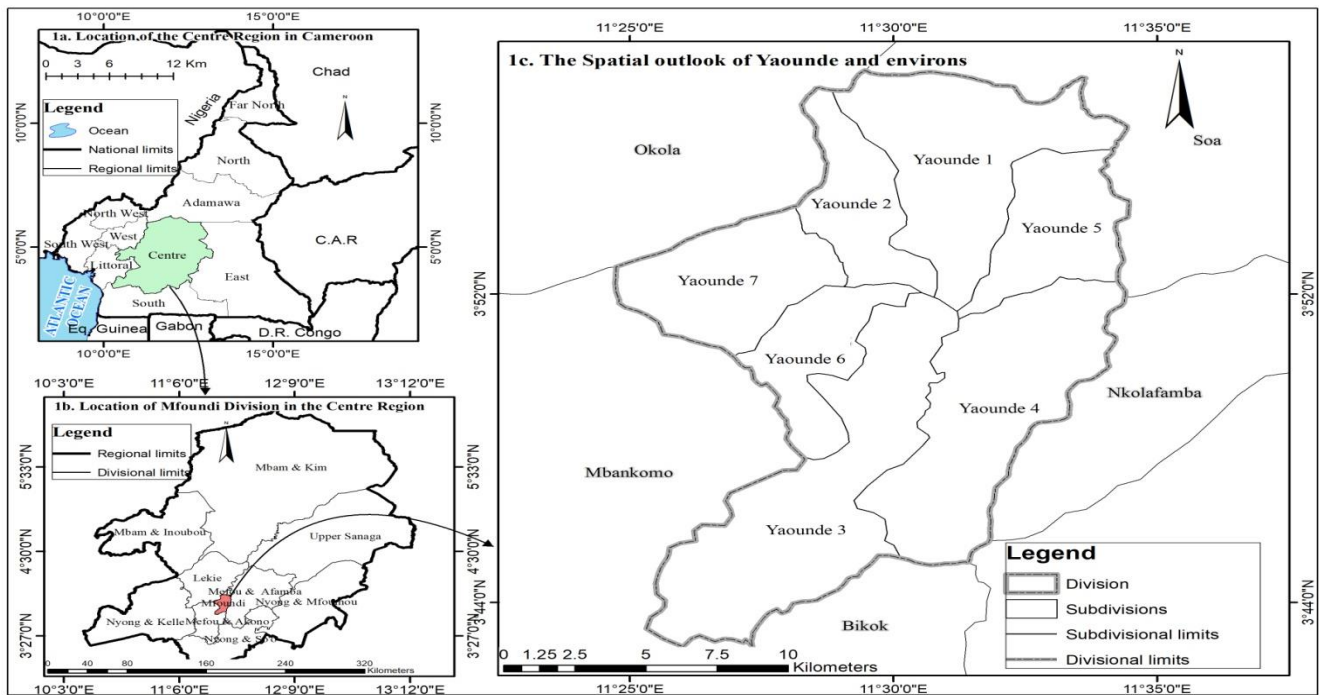 10°0'0"E 15°0'0"E
1a. Location of the Centre Region in Cameroon
0 3 6 12 Km
Legend
Ocean
National limits
Regional limits
N
Chad
Nigeria
Far North
North
Adamawa
North West
West
South West
Littoral
Centre
East
South
C.A.R
ATLANTIC
OCEAN
Eq. Guinea
Gabon
D.R. Congo
10°0'0"N
5°0'0"N
10°0'0"N
5°0'0"N
10°0'0"E 15°0'0"E
10°3'0"E 11°6'0"E 12°9'0"E 13°12'0"E
1b. Location of Mfoundi Division in the Centre Region
Legend
Regional limits
Divisional limits
N
Mbam & Kim
Mbam & Inoubou
Upper Sanaga
Lekie
Mefou & Afamba
Mfoundi
Nyong & Mfoumou
Nyong & Kelle
Mefou & Akono
Nyong & So'o
0 40 80 160 240 320
Kilometers
5°33'0"N
4°30'0"N
3°27'0"N
5°33'0"N
4°30'0"N
3°27'0"N
10°3'0"E 11°6'0"E 12°9'0"E 13°12'0"E
11°25'0"E 11°30'0"E 11°35'0"E
1c. The Spatial outlook of Yaounde and environs
N
Okola
Soa
Yaounde 1
Yaounde 2
Yaounde 5
Yaounde 7
Yaounde 6
Yaounde 4
Nkolafamba
Mbankomo
Yaounde 3
Bikok
3°52'0"N
3°44'0"N
3°52'0"N
3°44'0"N
Legend
Division
Subdivisions
Subdivisional limits
Divisional limits
0 1.25 2.5 5 7.5 10
Kilometers
11°25'0"E 11°30'0"E 11°35'0"E